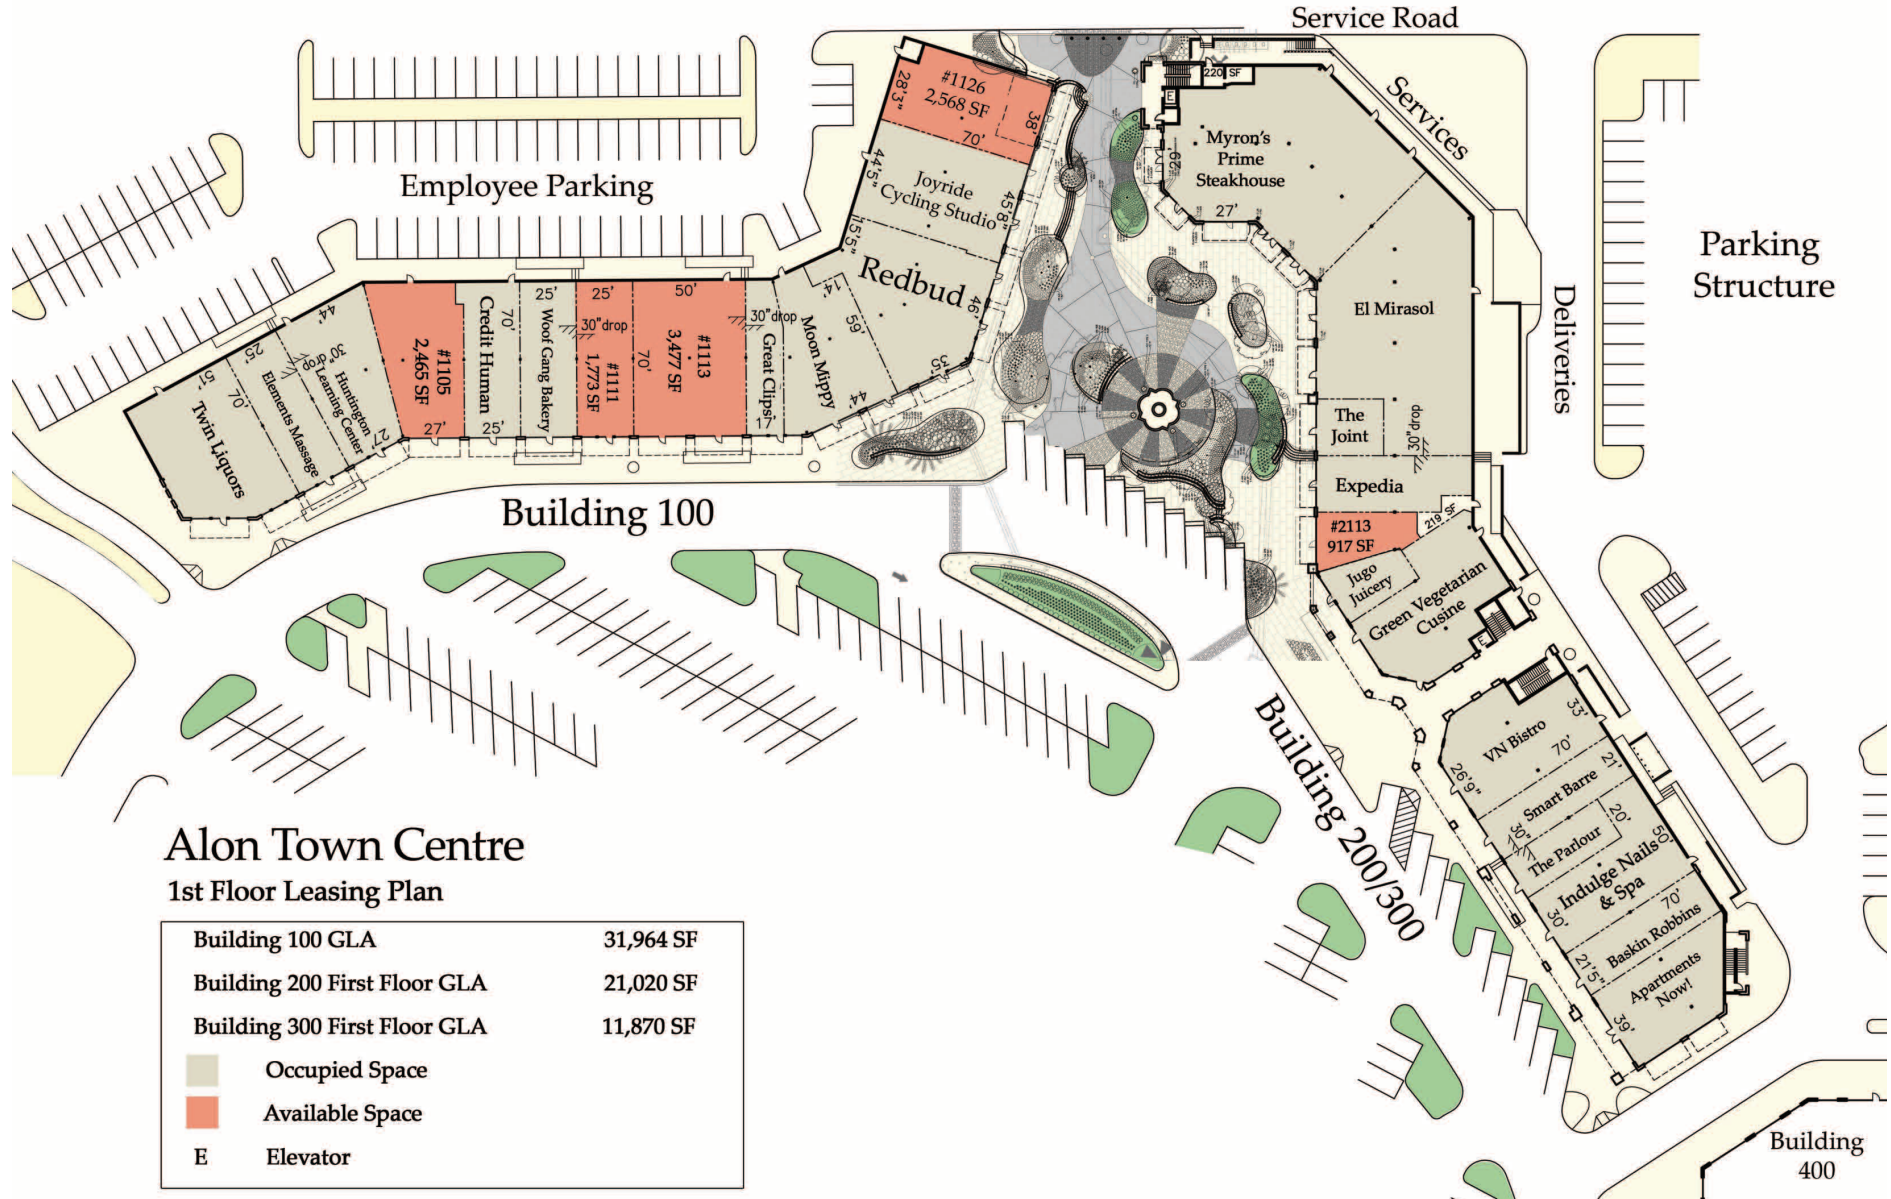 Service Road
Services
220 SF
E
#1126
2,568 SF
28'3"
38'
70'
Myron's
Prime
Steakhouse
29'
27'
Employee Parking
44'5"
Joyride
Cycling Studio
45'8"
15'5"
Redbud
46'
Parking
Structure
Deliveries
El Mirasol
14'
59'
35'
44'
Moon Mippy
30"drop
Great Clips
17'
50'
#1113
3,477 SF
70'
25'
30"drop
#1111
1,773 SF
25'
Woof Gang Bakery
70'
Credit Human
25'
#1105
2,465 SF
27'
44'
30"drop
Huntington
Learning Center
27'
25'
Elements Massage
51'
70'
Twin Liquors
The
Joint
30"drop
Expedia
219 SF
#2113
917 SF
Jugo
Juicery
Green Vegetarian
Cusine
E
Building 100
Building 200/300
33'
VN Bistro
70'
26'9"
21'
Smart Barre
20'
30"
The Parlour
50'
Indulge Nails
& Spa
30'
70'
Baskin Robbins
21'5"
Apartments
Now!
39'
Building
400
Alon Town Centre
1st Floor Leasing Plan
Building 100 GLA 31,964 SF
Building 200 First Floor GLA 21,020 SF
Building 300 First Floor GLA 11,870 SF
Occupied Space
Available Space
E Elevator